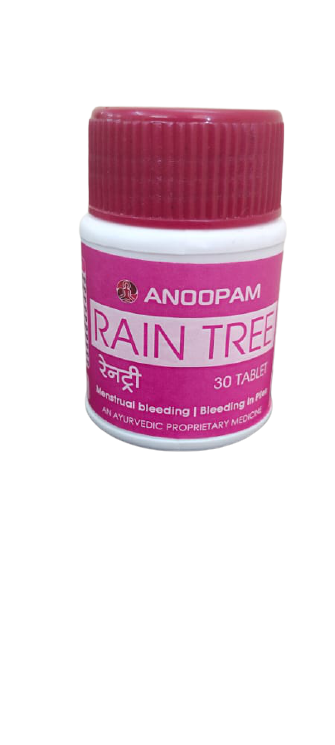 ANOOPAM
RAIN TREE
रेनट्री
30 TABLET
Menstrual bleeding | Bleeding in Piles
AN AYURVEDIC PROPRIETARY MEDICINE